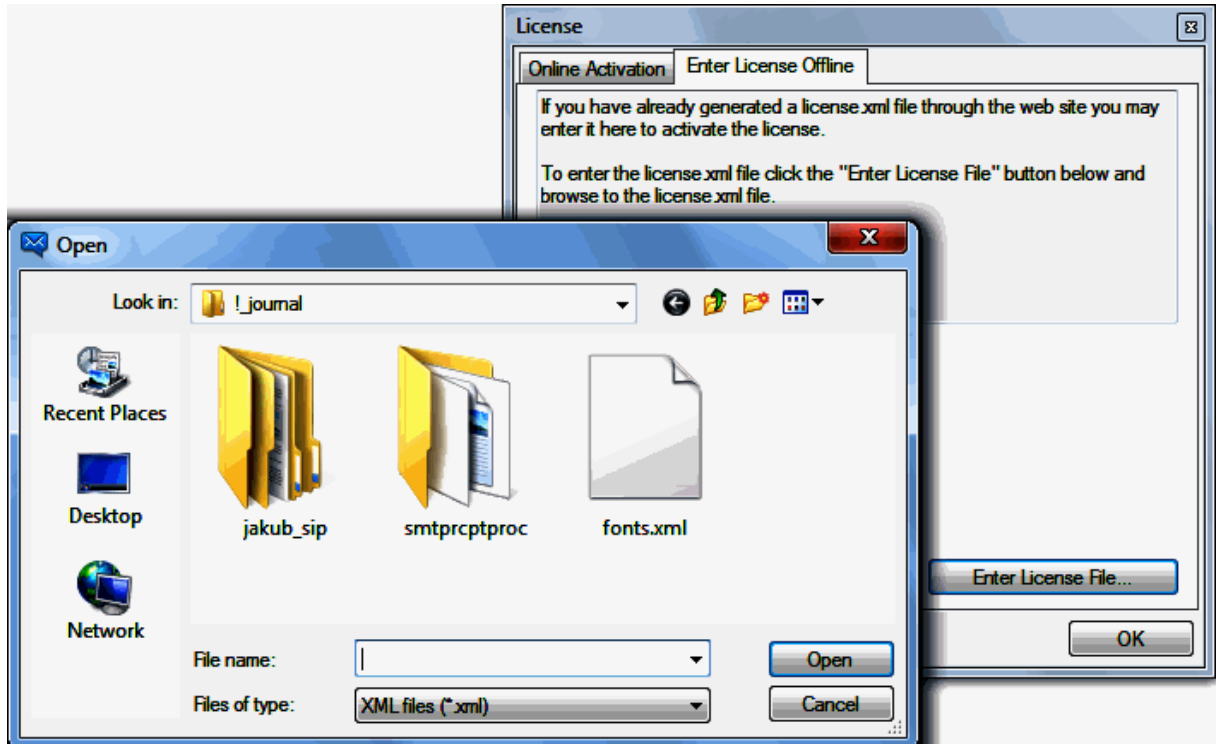 License
Online Activation
Enter License Offline
If you have already generated a license.xml file through the web site you may
enter it here to activate the license.
To enter the license.xml file click the "Enter License File" button below and
browse to the license.xml file.
Open
Look in:
!_journal
Recent Places
Desktop
Network
jakub_sip
smtprcptproc
fonts.xml
Enter License File...
OK
File name:
Open
Files of type:
XML files (*.xml)
Cancel